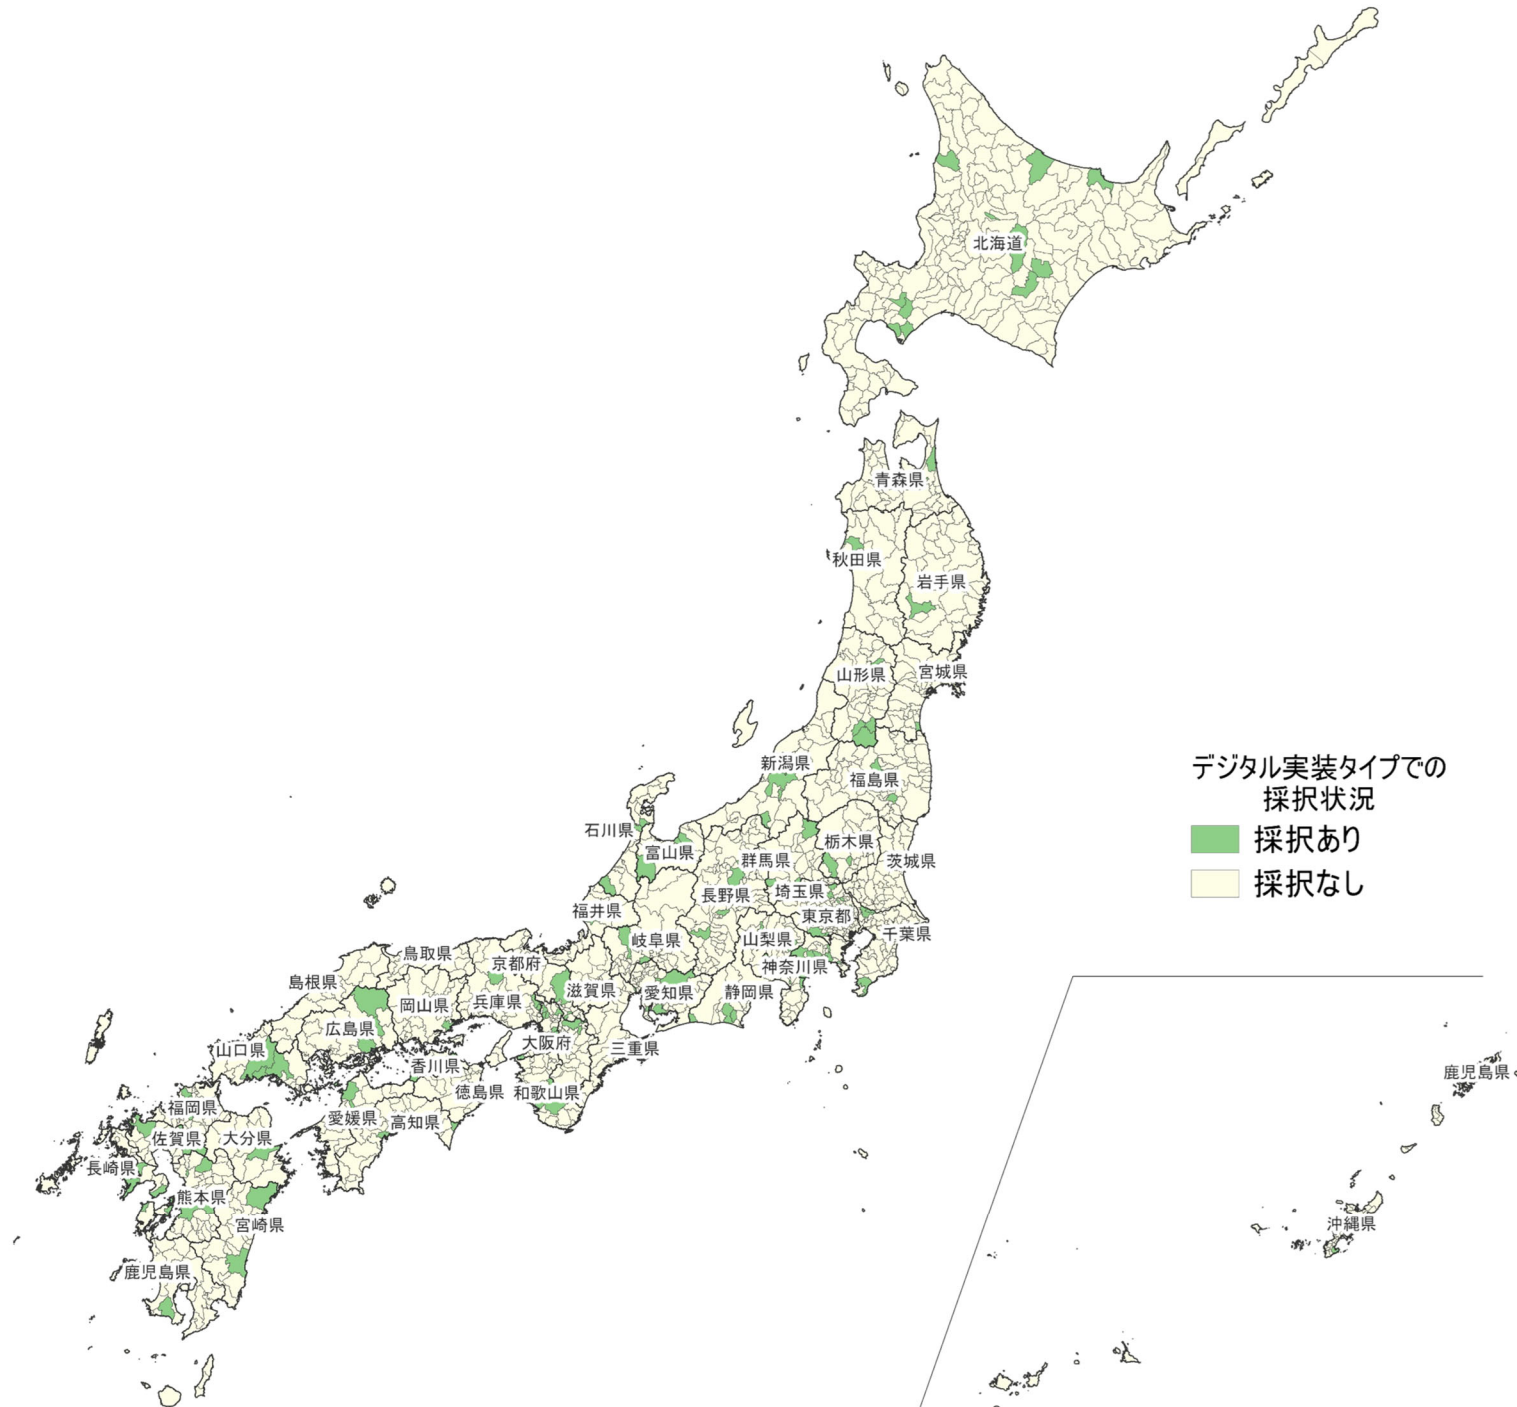 北海道
青森県
秋田県
岩手県
山形県
宮城県
新潟県
福島県
デジタル実装タイプでの
採択状況
採択あり
採択なし
石川県
富山県
栃木県
群馬県
茨城県
長野県
埼玉県
福井県
東京都
千葉県
岐阜県
山梨県
鳥取県
京都府
神奈川県
島根県
滋賀県
愛知県
静岡県
岡山県
兵庫県
広島県
大阪府
三重県
山口県
香川県
徳島県
和歌山県
鹿児島県
福岡県
愛媛県
高知県
佐賀県
大分県
長崎県
熊本県
宮崎県
沖縄県
鹿児島県